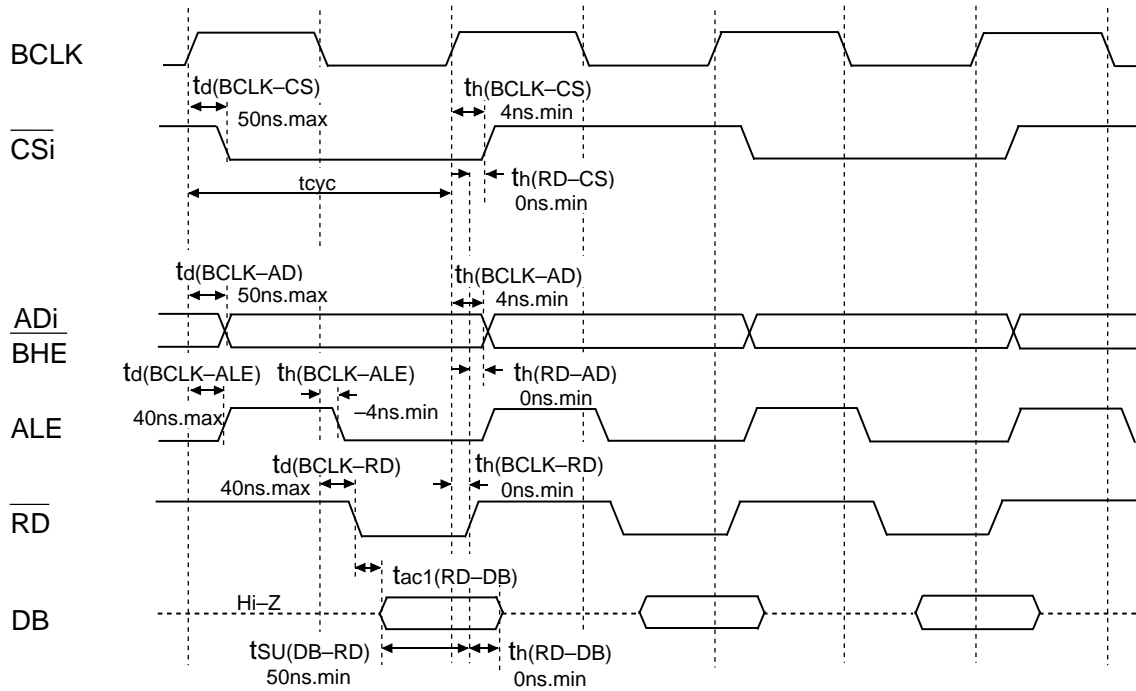 BCLK
td(BCLK–CS)
50ns.max
th(BCLK–CS)
4ns.min
CSi
tcyc
th(RD–CS)
0ns.min
td(BCLK–AD)
50ns.max
th(BCLK–AD)
4ns.min
ADi
BHE
td(BCLK–ALE)
40ns.max
th(BCLK–ALE)
–4ns.min
th(RD–AD)
0ns.min
ALE
td(BCLK–RD)
40ns.max
th(BCLK–RD)
0ns.min
RD
tac1(RD–DB)
Hi–Z
DB
tSU(DB–RD)
50ns.min
th(RD–DB)
0ns.min